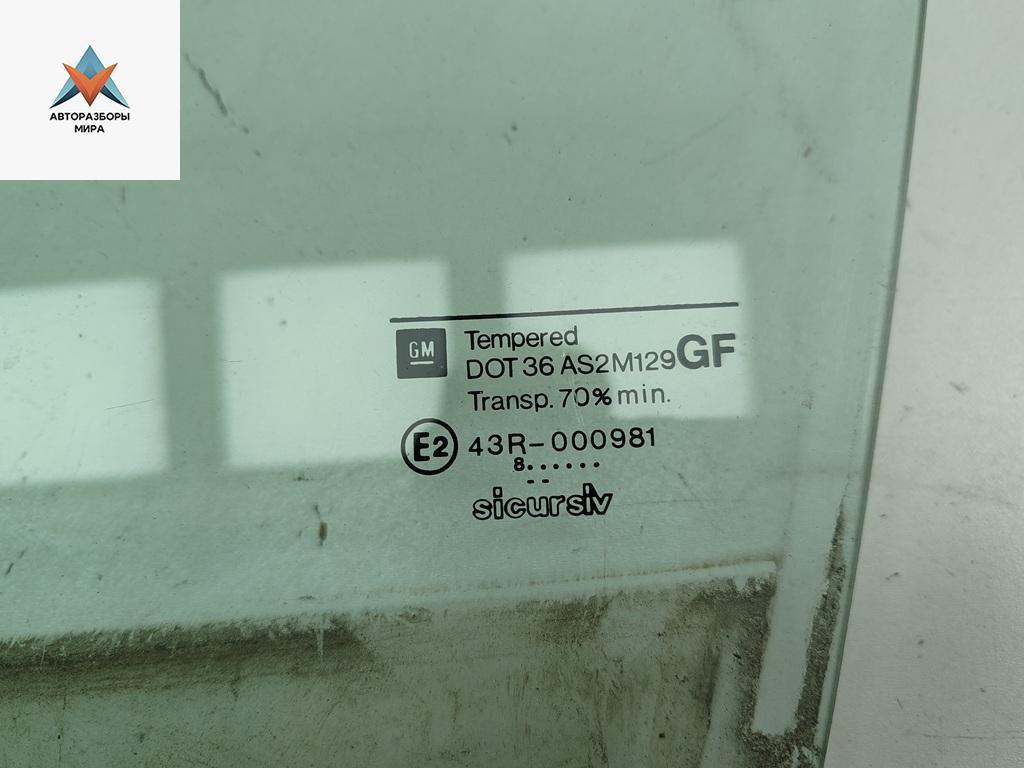 АВТОРАЗБОРЫ
МИРА
GM
Tempered
DOT 36 AS2 M129 GF
Transp. 70% min.
E2 43R-000981
8......
--
sicursiv